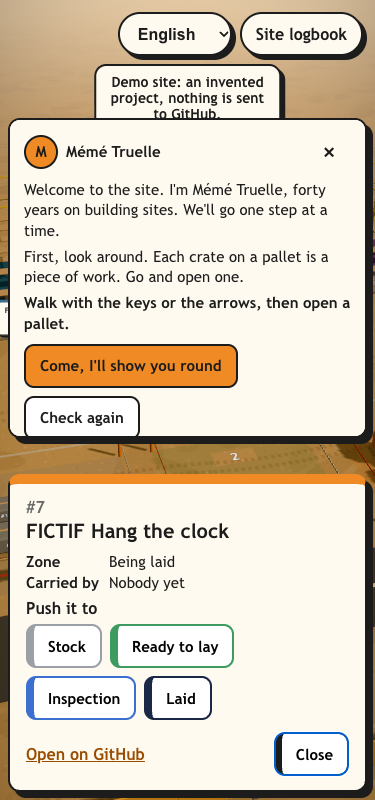 English
Site logbook
Demo site: an invented
project, nothing is sent
to GitHub.
M
Mémé Truelle
×
Welcome to the site. I'm Mémé Truelle, forty
years on building sites. We'll go one step at a
time.
First, look around. Each crate on a pallet is a
piece of work. Go and open one.
Walk with the keys or the arrows, then open a
pallet.
Come, I'll show you round
Check again
2
#7
FICTIF Hang the clock
Zone Being laid
Carried by Nobody yet
Push it to
Stock
Ready to lay
Inspection
Laid
Open on GitHub
Close